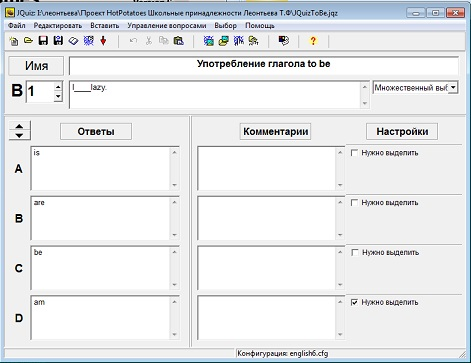 JQuiz: I:\леонтьева\Проект HotPotatoes Школьные принадлежности Леонтьева Т.Ф\JQuizToBe.jqz
Файл Редактировать Вставить Управление вопросами Выбор Помощь
Имя
Употребление глагола to be
В 1
I____lazy.
Множественный выб
Ответы Комментарии Настройки
A
is
Нужно выделить
B
are
Нужно выделить
C
be
Нужно выделить
D
am
Нужно выделить
Конфигурация: english6.cfg